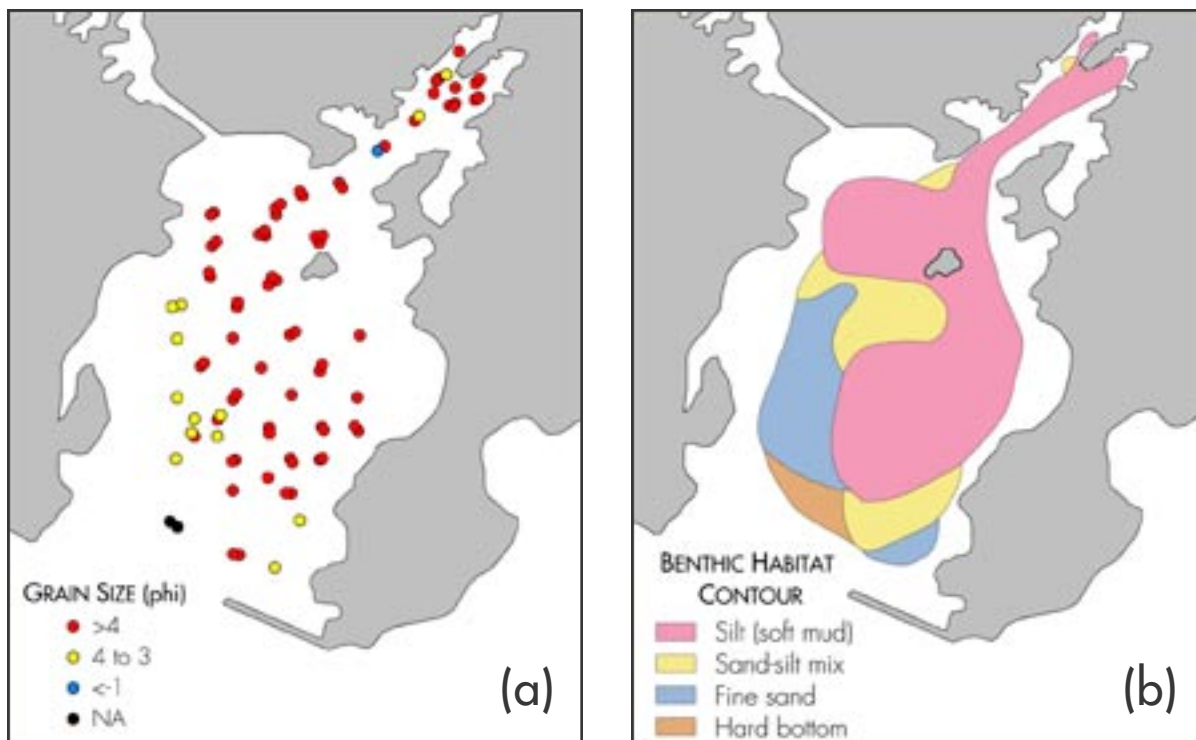 GRAIN SIZE (phi)
>4
4 to 3
<-1
NA
(a)
BENTHIC HABITAT
CONTOUR
Silt (soft mud)
Sand-silt mix
Fine sand
Hard bottom
(b)